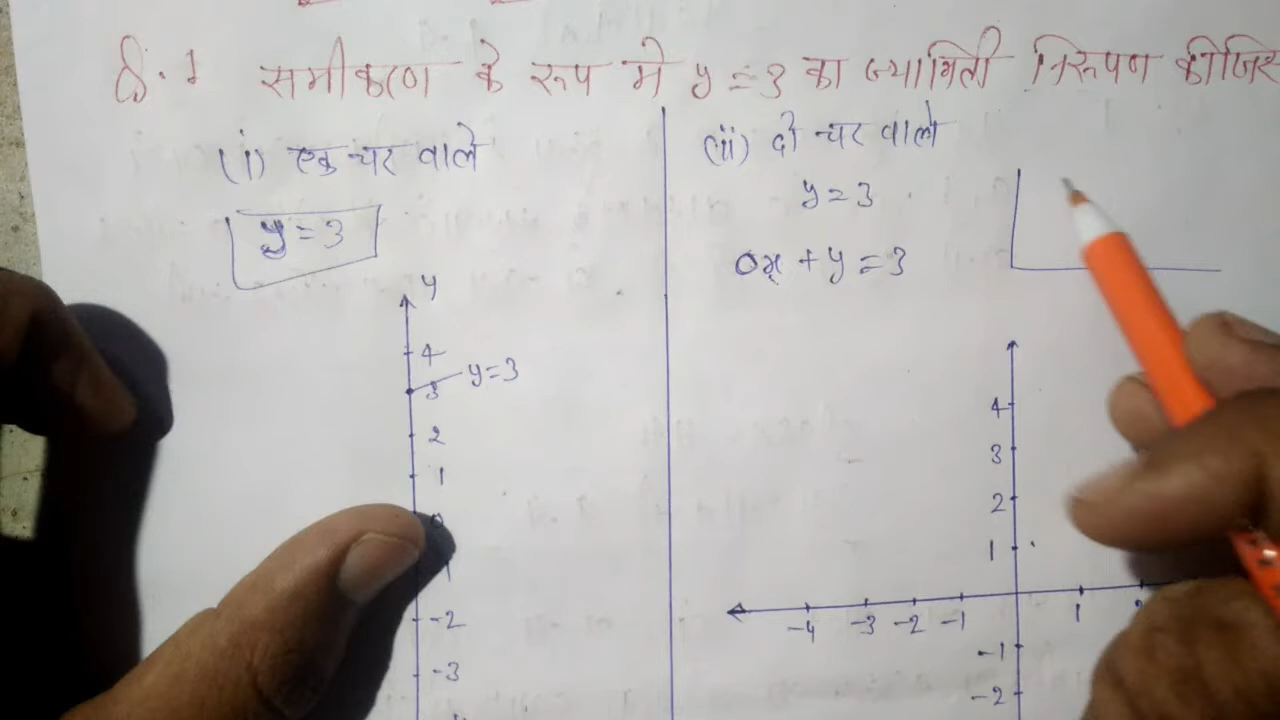 Q.1 समीकरण के रूप मे y = 3 का ज्यामिती निरूपण कीजिए
(i) एक चर वाले
y = 3
y
4
3
y=3
2
1
0
-2
-3
(ii) दो चर वाले
y = 3
0x + y = 3
4
3
2
1
-4 -3 -2 -1 1 2
-1
-2